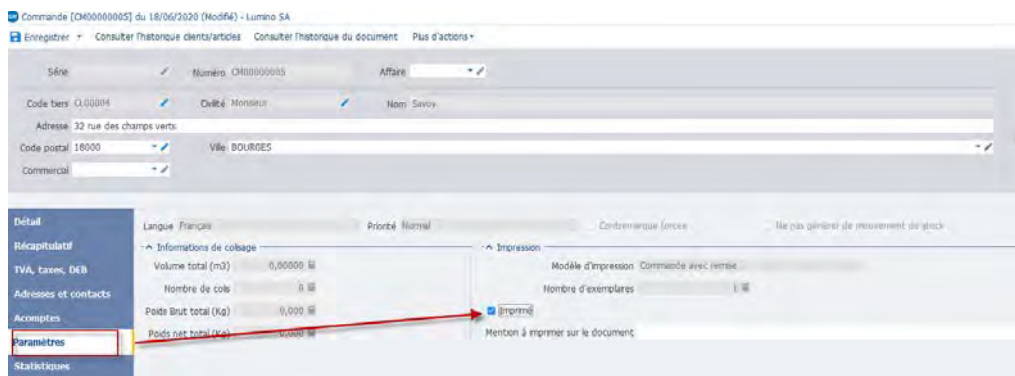 Commande [CM00000005] du 18/06/2020 (Modifié) - Lumino SA
Enregistrer Consulter l'historique clients/articles Consulter l'historique du document Plus d'actions
Série Numéro CM00000005 Affaire
Code tiers CL00004 Civilité Monsieur Nom Savoy
Adresse 32 rue des champs verts
Code postal 18000 Ville BOURGES
Commercial
Détail
Récapitulatif
TVA, taxes, DEB
Adresses et contacts
Acomptes
Paramètres
Statistiques
Langue Français Priorité Normal Contremarque forcée Ne pas générer de mouvement de stock
Informations de colisage Impression
Volume total (m3) 0,00000 Modèle d'impression Commande avec remise
Nombre de colis 0 Nombre d'exemplaires 1
Poids Brut total (Kg) 0,000 Imprimé
Poids net total (Kg) 0,000 Mention à imprimer sur le document